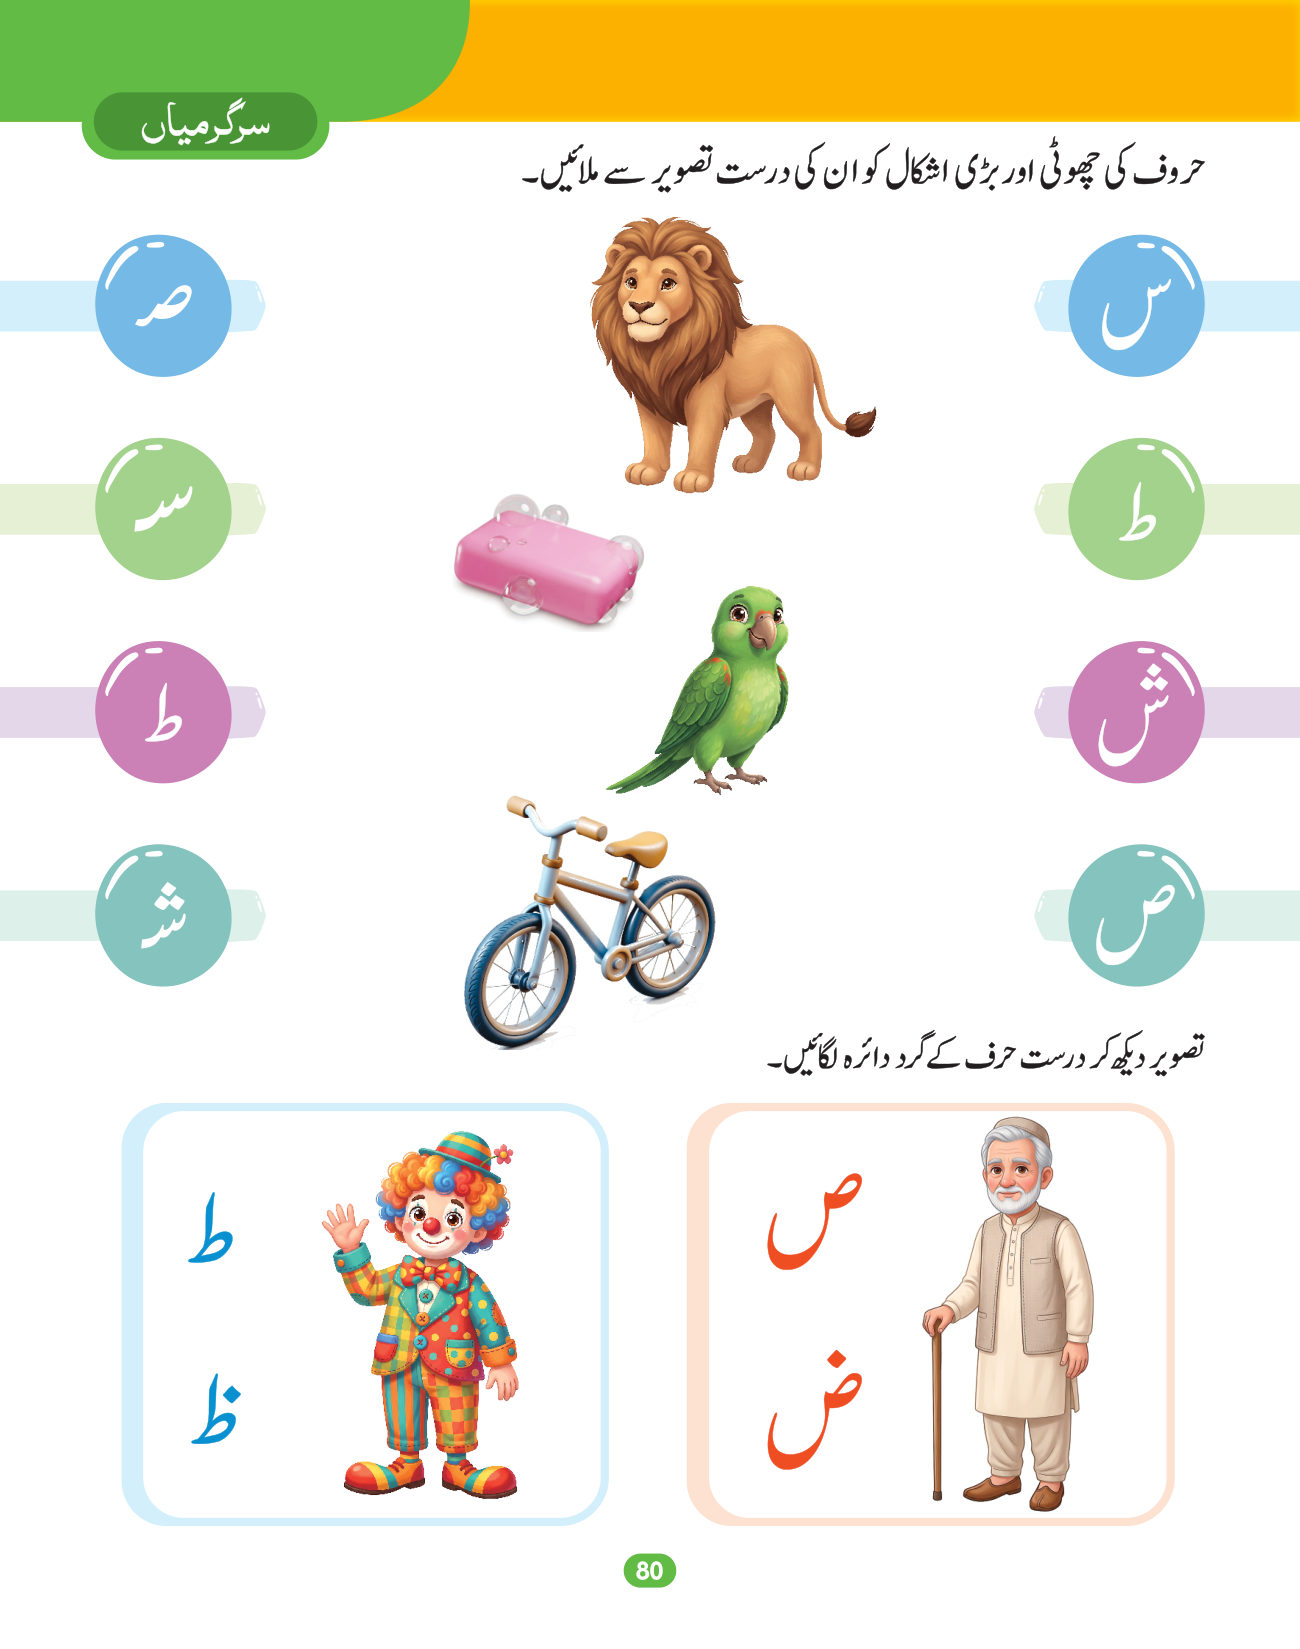 سرگرمیاں
حروف کی چھوٹی اور بڑی اشکال کو ان کی درست تصویر سے ملائیں۔
س
صـ
ط
سـ
ش
ط
ص
شـ
تصویر دیکھ کر درست حرف کے گرد دائرہ لگائیں۔
ص
ض
ط
ظ
80